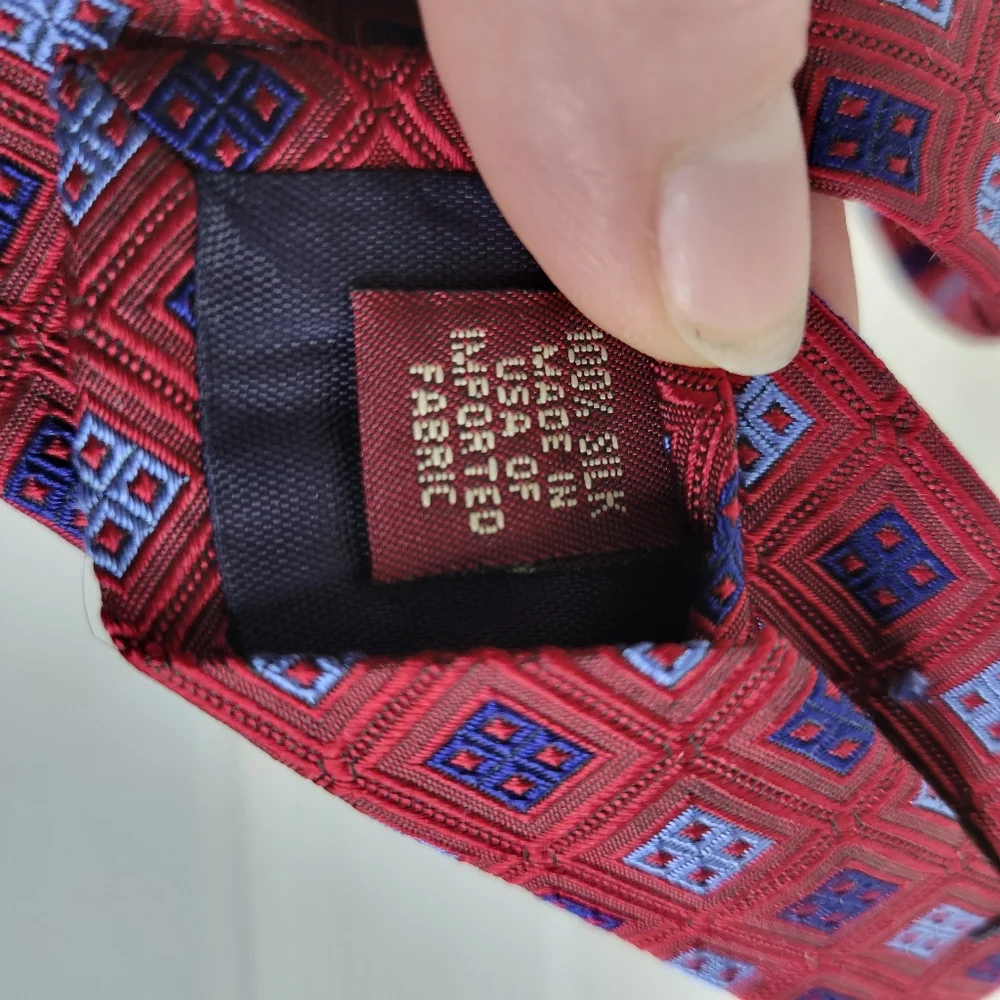 100% SILK
MADE IN
USA OF
IMPORTED
FABRIC